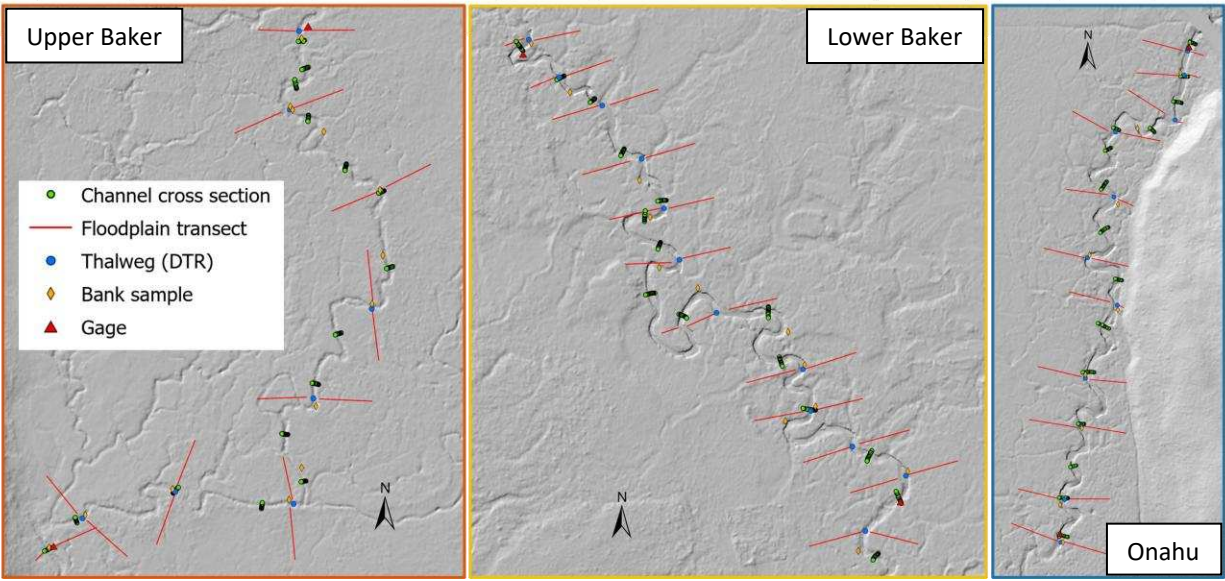 Upper Baker
Lower Baker
N
Channel cross section
Floodplain transect
Thalweg (DTR)
Bank sample
Gage
N
N
Onahu